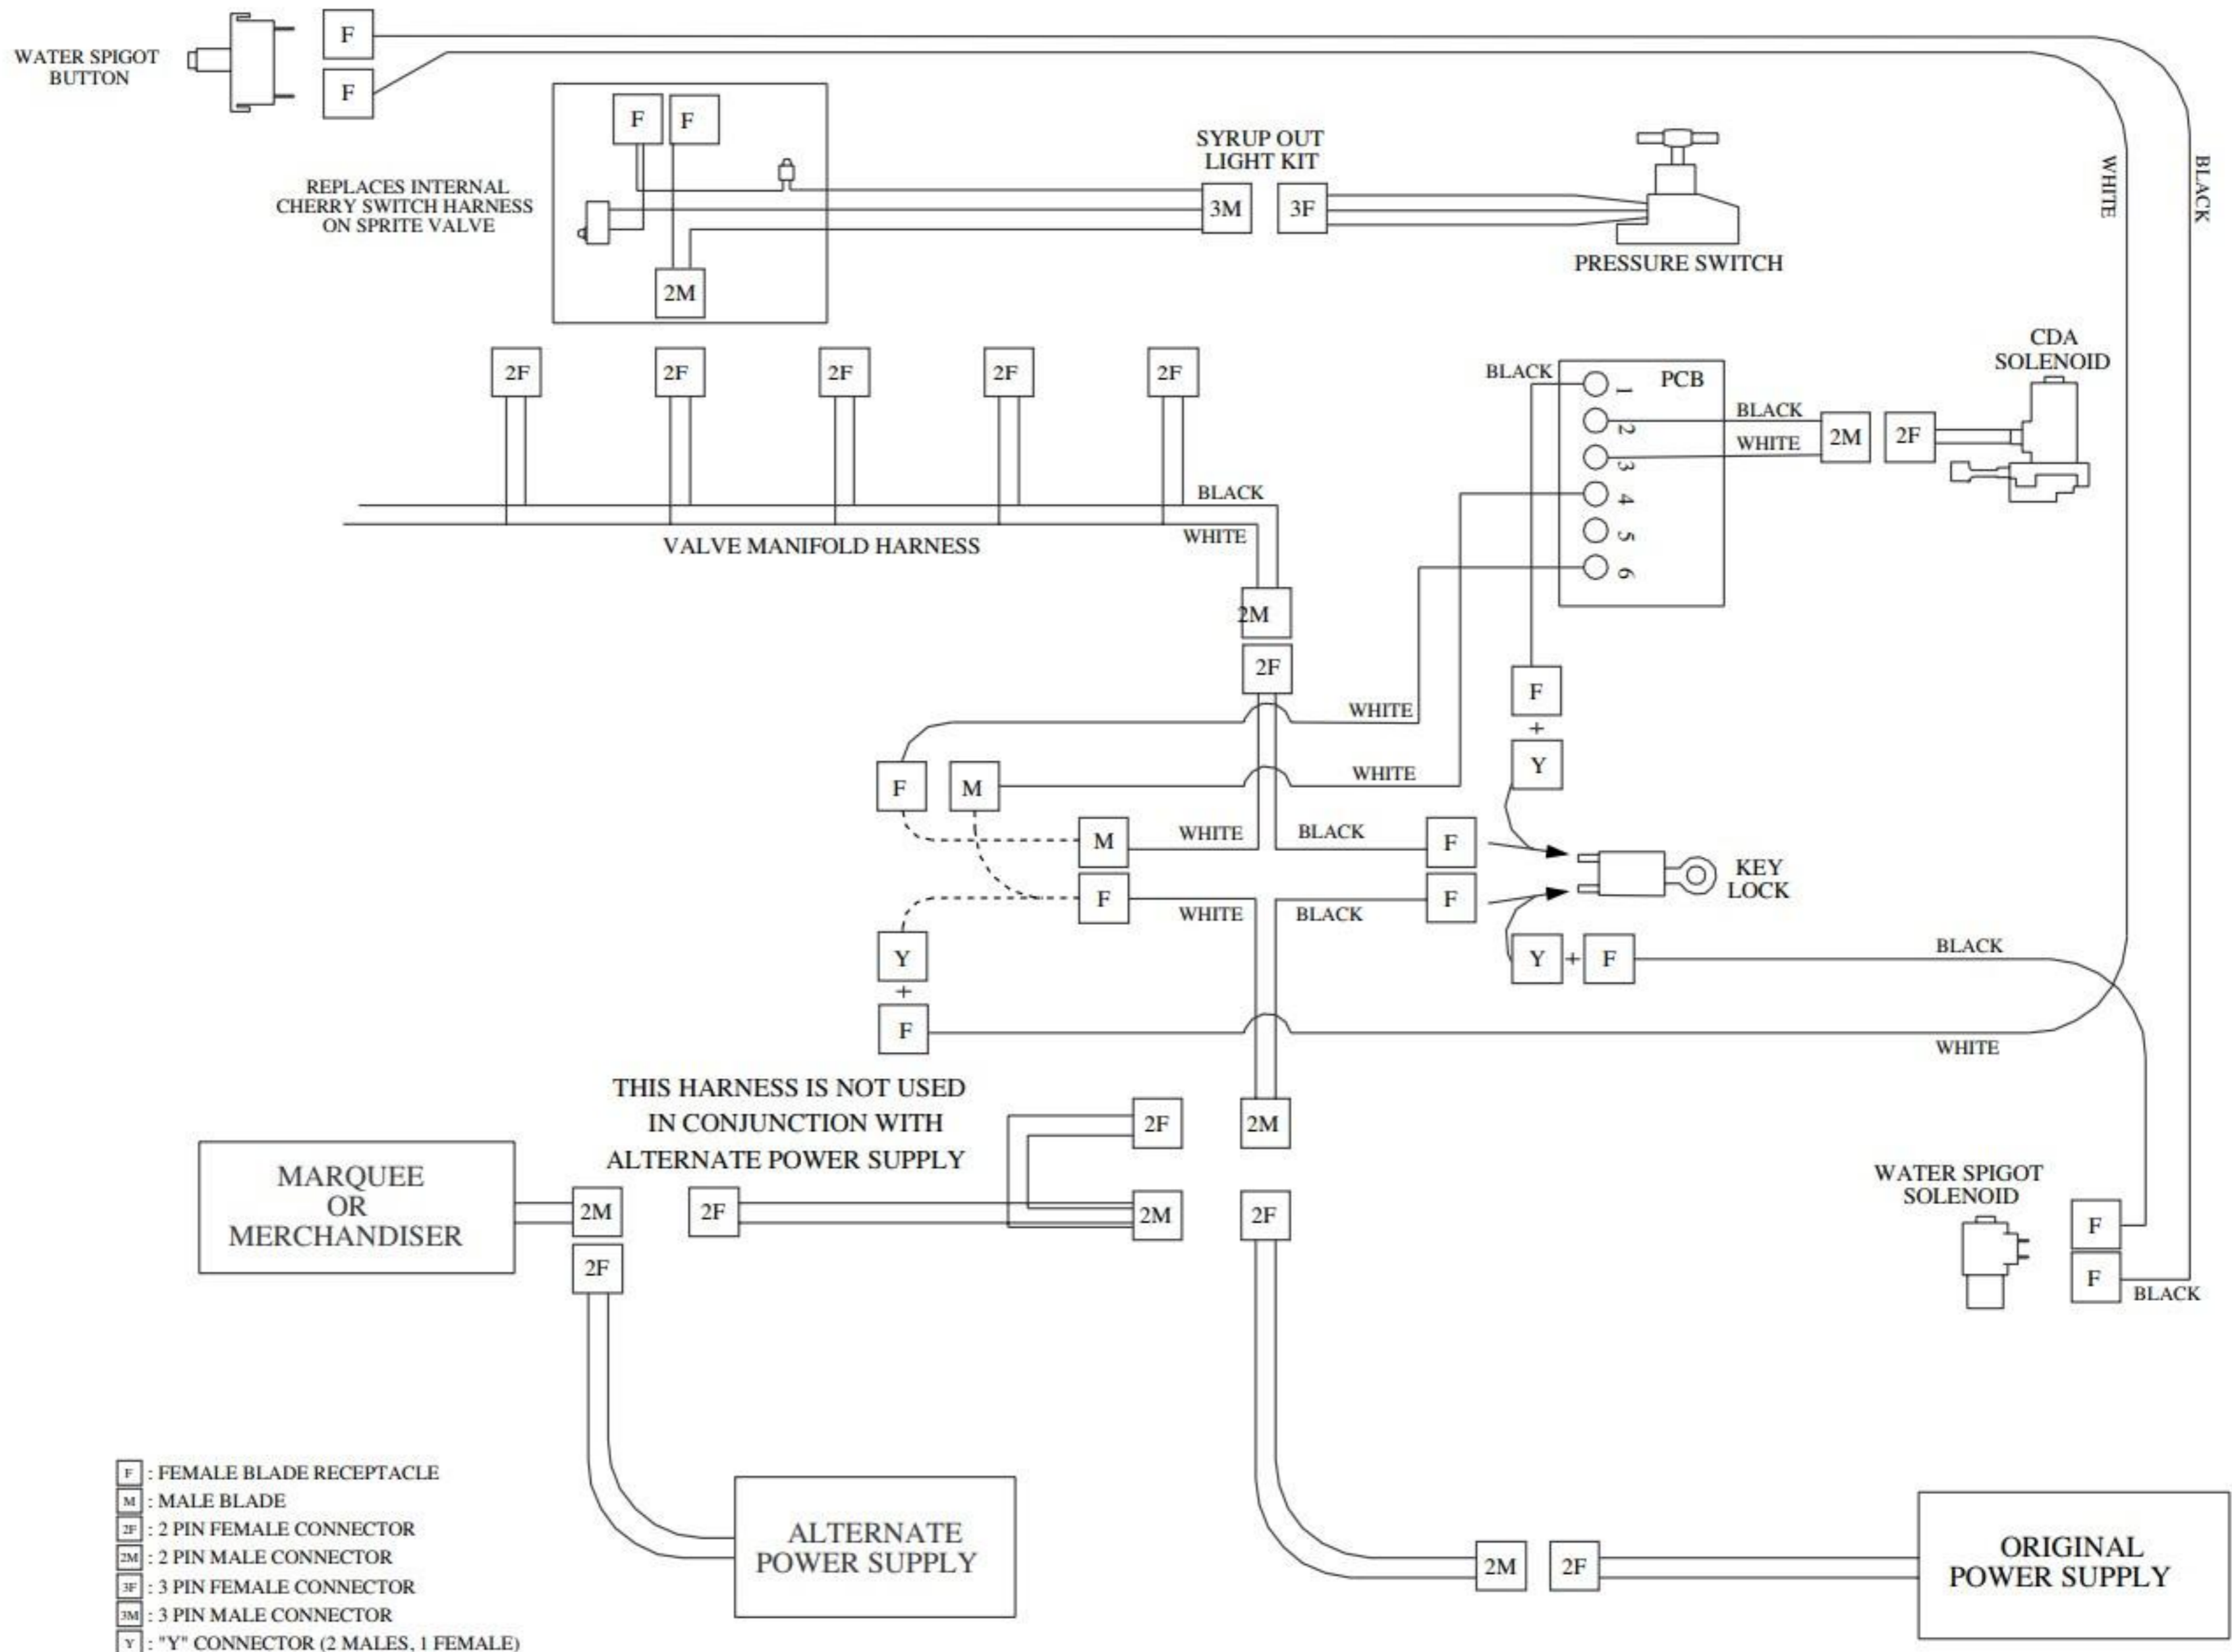 WATER SPIGOT
BUTTON
F
F
BLACK
WHITE
F
F
2M
REPLACES INTERNAL
CHERRY SWITCH HARNESS
ON SPRITE VALVE
SYRUP OUT
LIGHT KIT
3M
3F
PRESSURE SWITCH
2F
2F
2F
2F
2F
BLACK
WHITE
VALVE MANIFOLD HARNESS
BLACK
PCB
1
2
3
4
5
6
BLACK
WHITE
2M
2F
CDA
SOLENOID
2M
2F
WHITE
WHITE
F
M
F
+
Y
M
WHITE
BLACK
F
F
WHITE
BLACK
F
KEY
LOCK
Y
+
F
Y
+
F
BLACK
WHITE
THIS HARNESS IS NOT USED
IN CONJUNCTION WITH
ALTERNATE POWER SUPPLY
2F
2M
MARQUEE
OR
MERCHANDISER
2M
2F
2M
2F
2F
WATER SPIGOT
SOLENOID
F
F
BLACK
ALTERNATE
POWER SUPPLY
2M
2F
ORIGINAL
POWER SUPPLY
F : FEMALE BLADE RECEPTACLE
M : MALE BLADE
2F : 2 PIN FEMALE CONNECTOR
2M : 2 PIN MALE CONNECTOR
3F : 3 PIN FEMALE CONNECTOR
3M : 3 PIN MALE CONNECTOR
Y : "Y" CONNECTOR (2 MALES, 1 FEMALE)